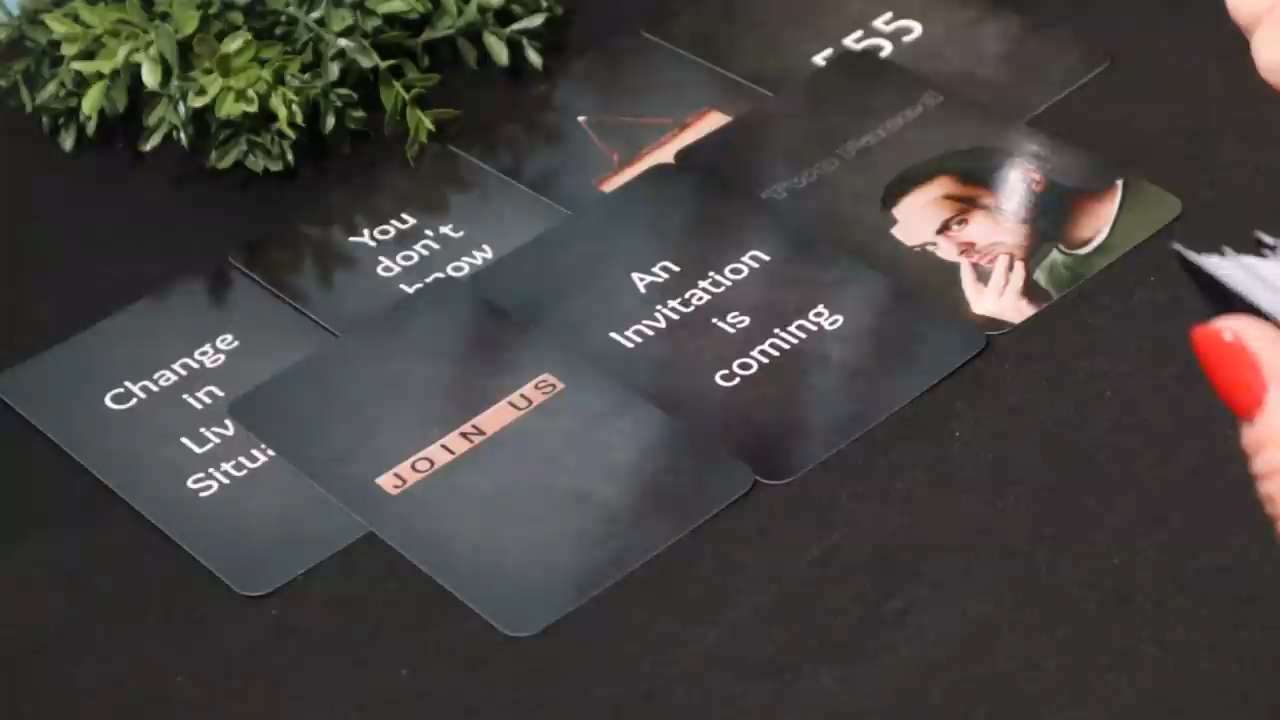 55
You
don't
An
Invitation
is
coming
Change
in
Liv
Situ
JOIN US